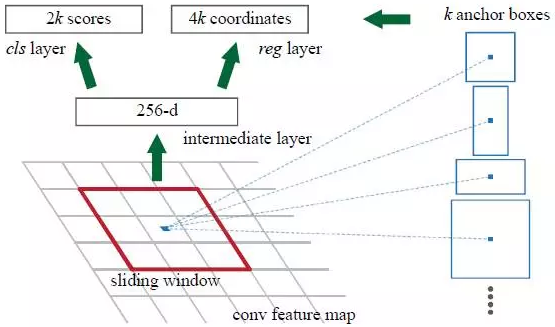 2k scores
4k coordinates
k anchor boxes
cls layer
reg layer
256-d
intermediate layer
sliding window
conv feature map